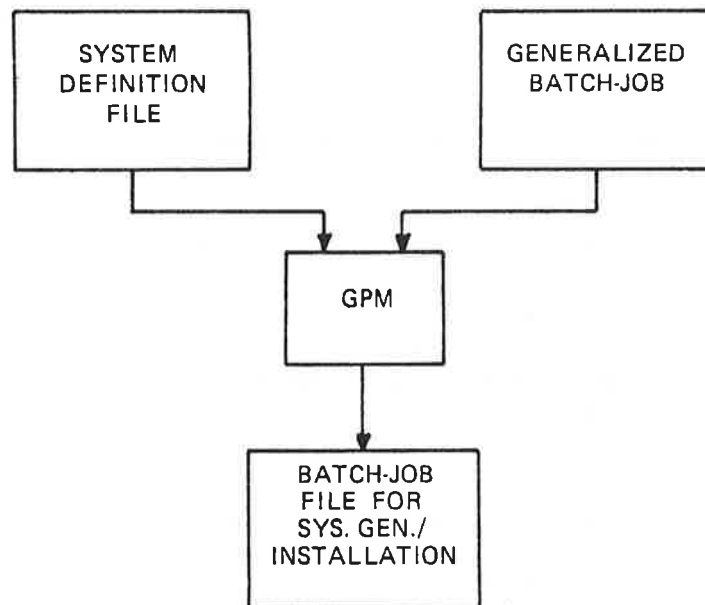 SYSTEM
DEFINITION
FILE
GENERALIZED
BATCH-JOB
GPM
BATCH-JOB
FILE FOR
SYS. GEN./
INSTALLATION